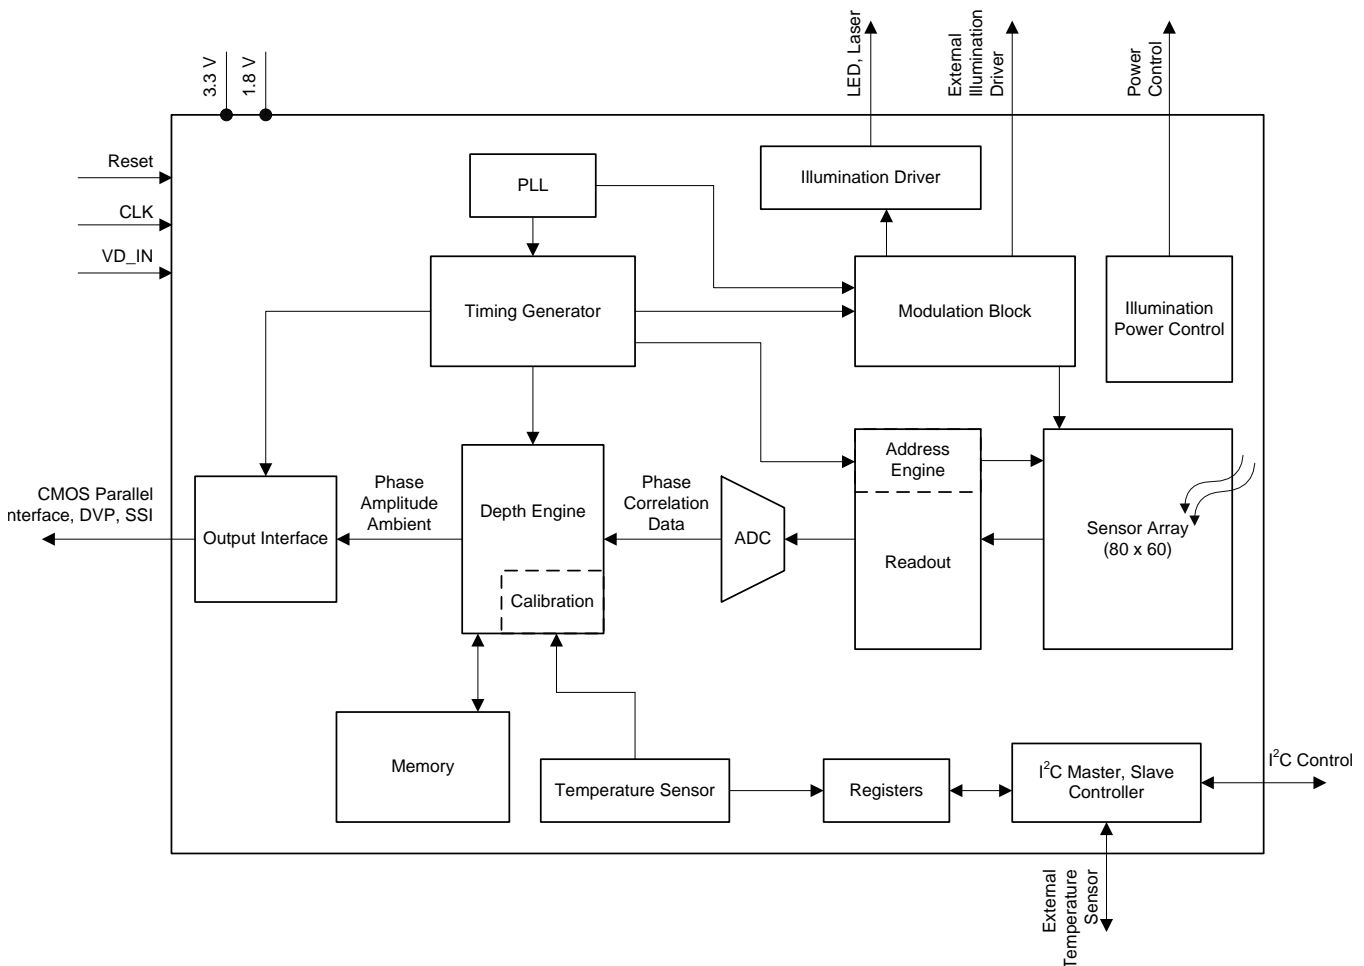 3.3 V
1.8 V
LED, Laser
External
Illumination
Driver
Power
Control
Reset
CLK
VD_IN
PLL
Illumination Driver
Timing Generator
Modulation Block
Illumination
Power Control
Address
Engine
CMOS Parallel
nterface, DVP, SSI
Output Interface
Phase
Amplitude
Ambient
Depth Engine
Calibration
Phase
Correlation
Data
ADC
Readout
Sensor Array
(80 x 60)
Memory
Temperature Sensor
Registers
I²C Master, Slave
Controller
I²C Control
External
Temperature
Sensor